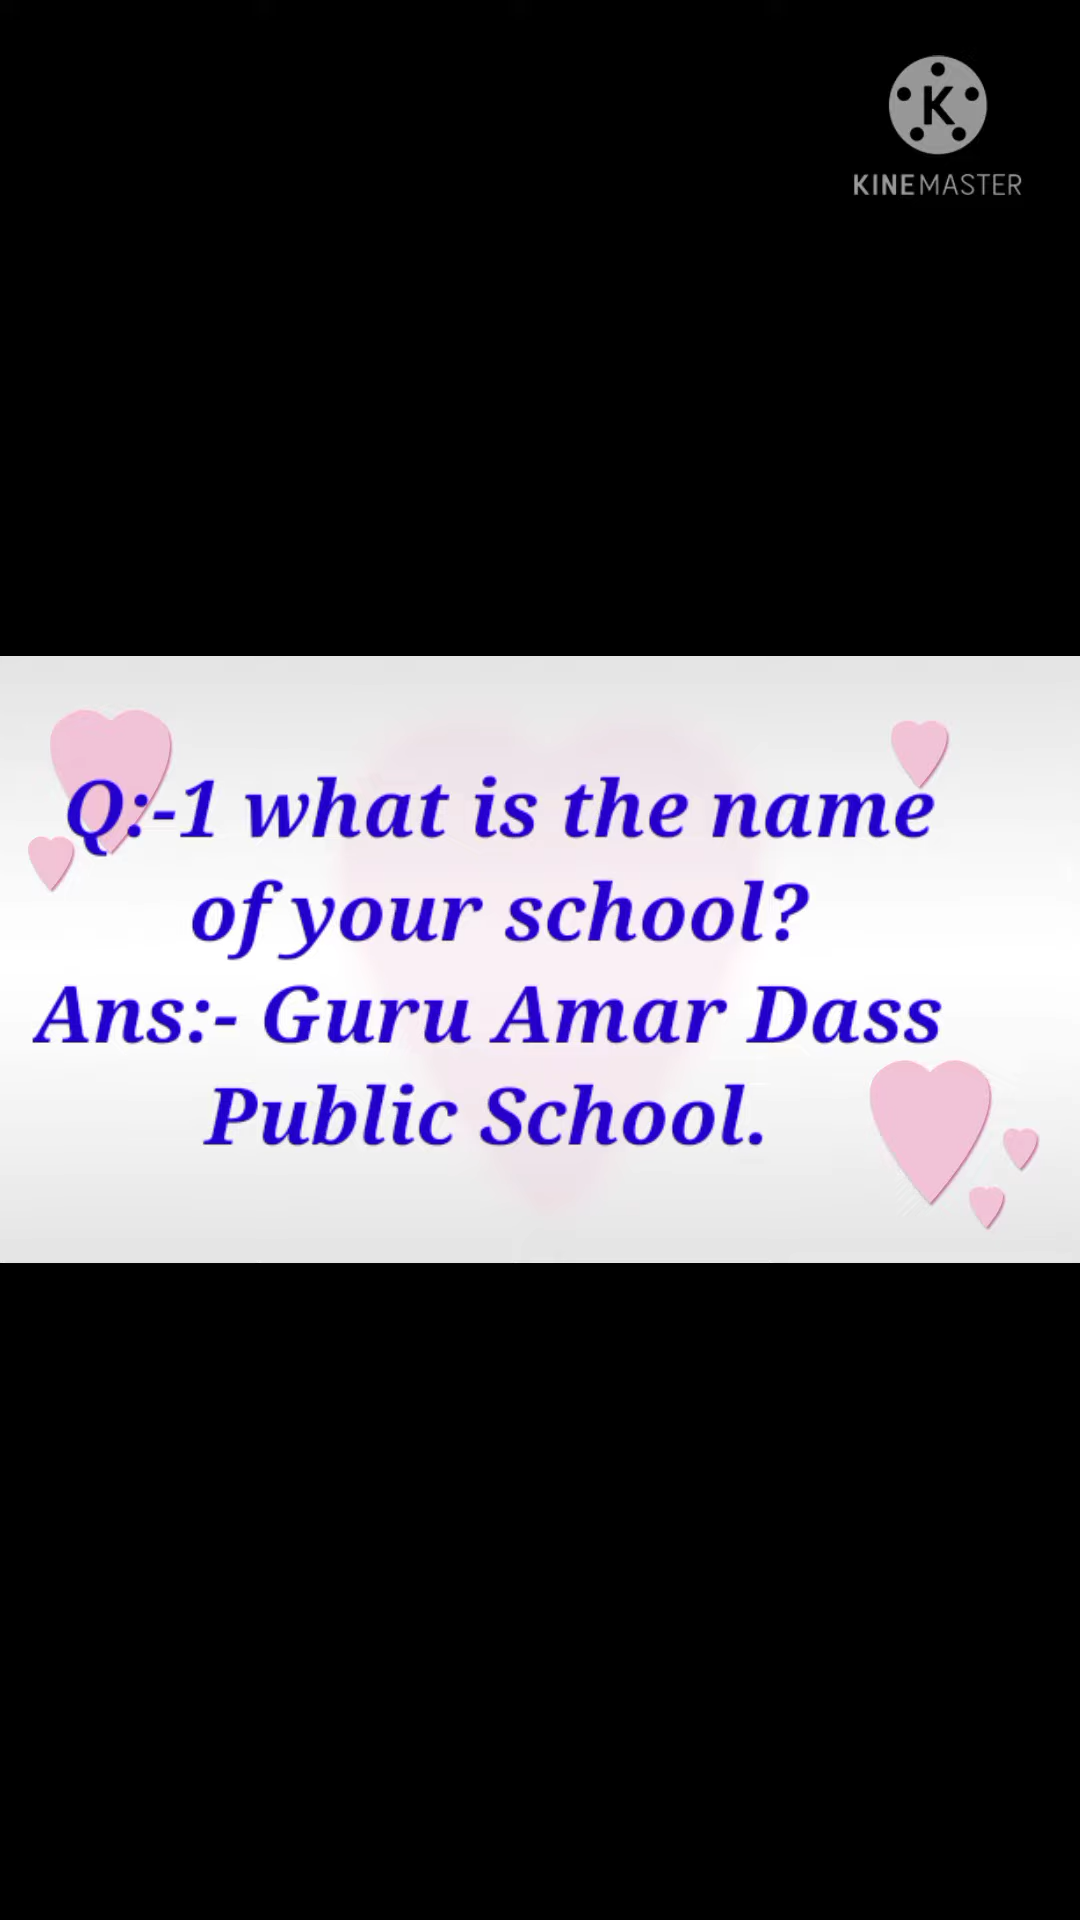 KINEMASTER
Q:-1 what is the name
of your school?
Ans:- Guru Amar Dass
Public School.